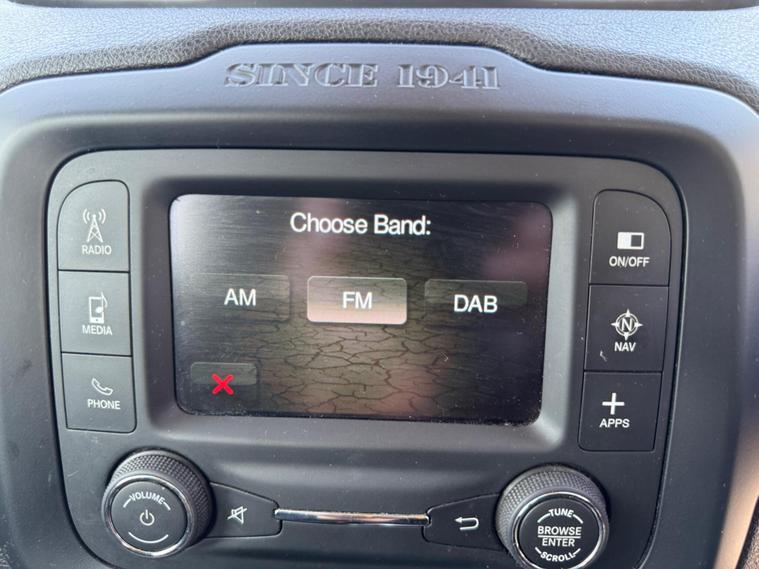 SINCE 1941
Choose Band:
AM
FM
DAB
RADIO
MEDIA
PHONE
ON/OFF
N
NAV
APPS
VOLUME
TUNE
BROWSE
ENTER
SCROLL